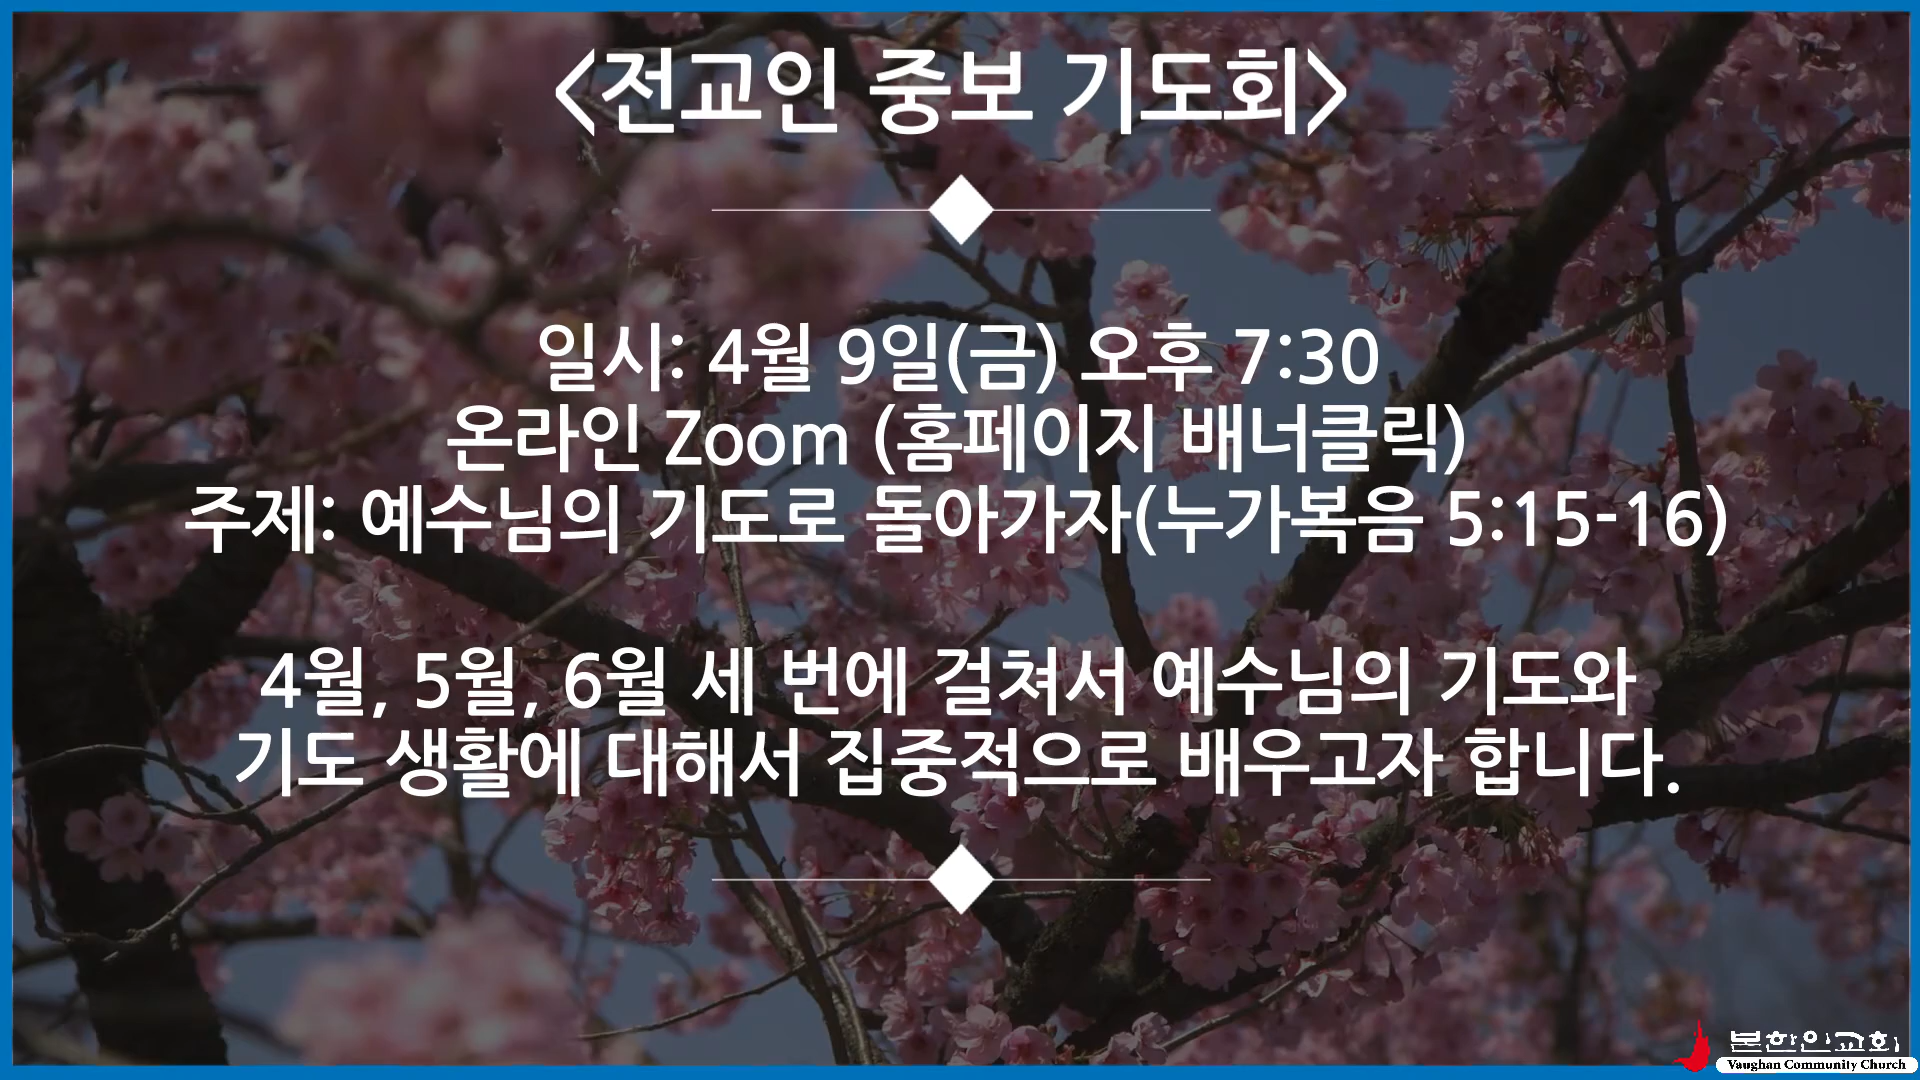 <전교인 중보 기도회>
일시: 4월 9일(금) 오후 7:30
온라인 Zoom (홈페이지 배너클릭)
주제: 예수님의 기도로 돌아가자(누가복음 5:15-16)
4월, 5월, 6월 세 번에 걸쳐서 예수님의 기도와
기도 생활에 대해서 집중적으로 배우고자 합니다.
본한인교회
Vaughan Community Church